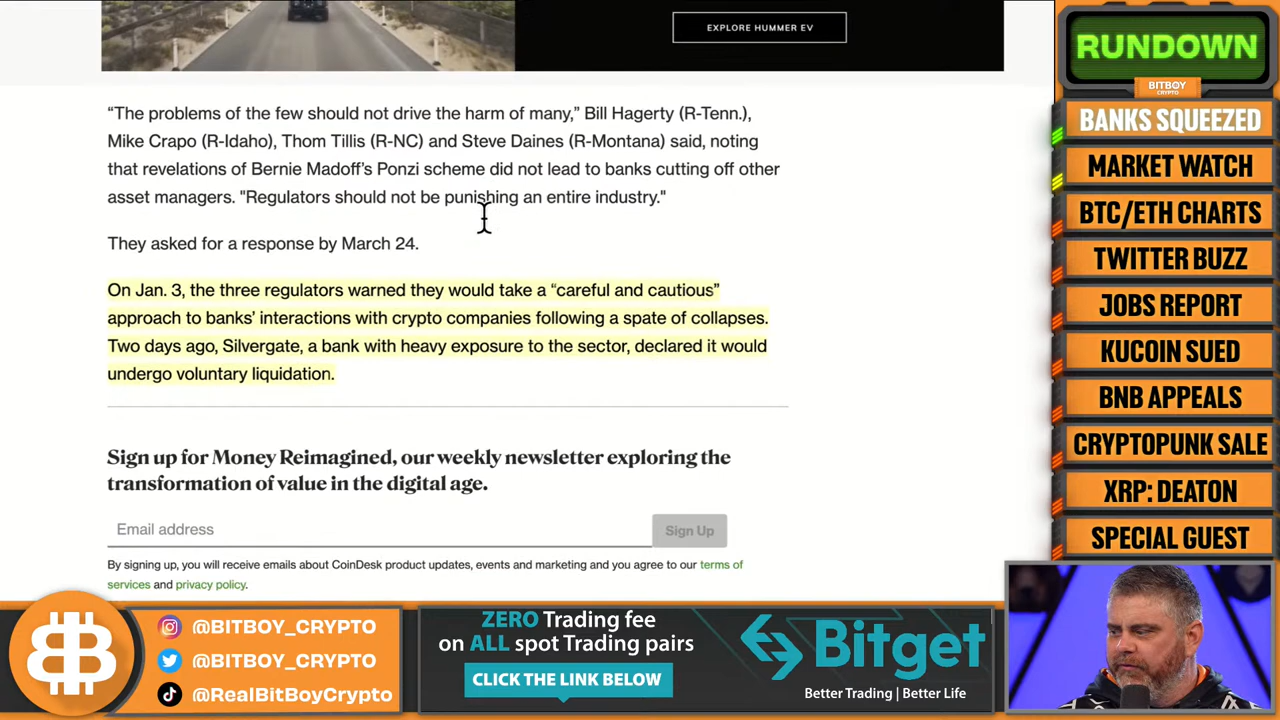 EXPLORE HUMMER EV
“The problems of the few should not drive the harm of many,” Bill Hagerty (R-Tenn.),
Mike Crapo (R-Idaho), Thom Tillis (R-NC) and Steve Daines (R-Montana) said, noting
that revelations of Bernie Madoff’s Ponzi scheme did not lead to banks cutting off other
asset managers. "Regulators should not be punishing an entire industry."
They asked for a response by March 24.
On Jan. 3, the three regulators warned they would take a “careful and cautious”
approach to banks’ interactions with crypto companies following a spate of collapses.
Two days ago, Silvergate, a bank with heavy exposure to the sector, declared it would
undergo voluntary liquidation.
Sign up for Money Reimagined, our weekly newsletter exploring the
transformation of value in the digital age.
Email address
Sign Up
By signing up, you will receive emails about CoinDesk product updates, events and marketing and you agree to our terms of
services and privacy policy.
RUNDOWN
BITBOY
CRYPTO
BANKS SQUEEZED
MARKET WATCH
BTC/ETH CHARTS
TWITTER BUZZ
JOBS REPORT
KUCOIN SUED
BNB APPEALS
CRYPTOPUNK SALE
XRP: DEATON
SPECIAL GUEST
@BITBOY_CRYPTO
@BITBOY_CRYPTO
@RealBitBoyCrypto
ZERO Trading fee
on ALL spot Trading pairs
CLICK THE LINK BELOW
Bitget
Better Trading | Better Life